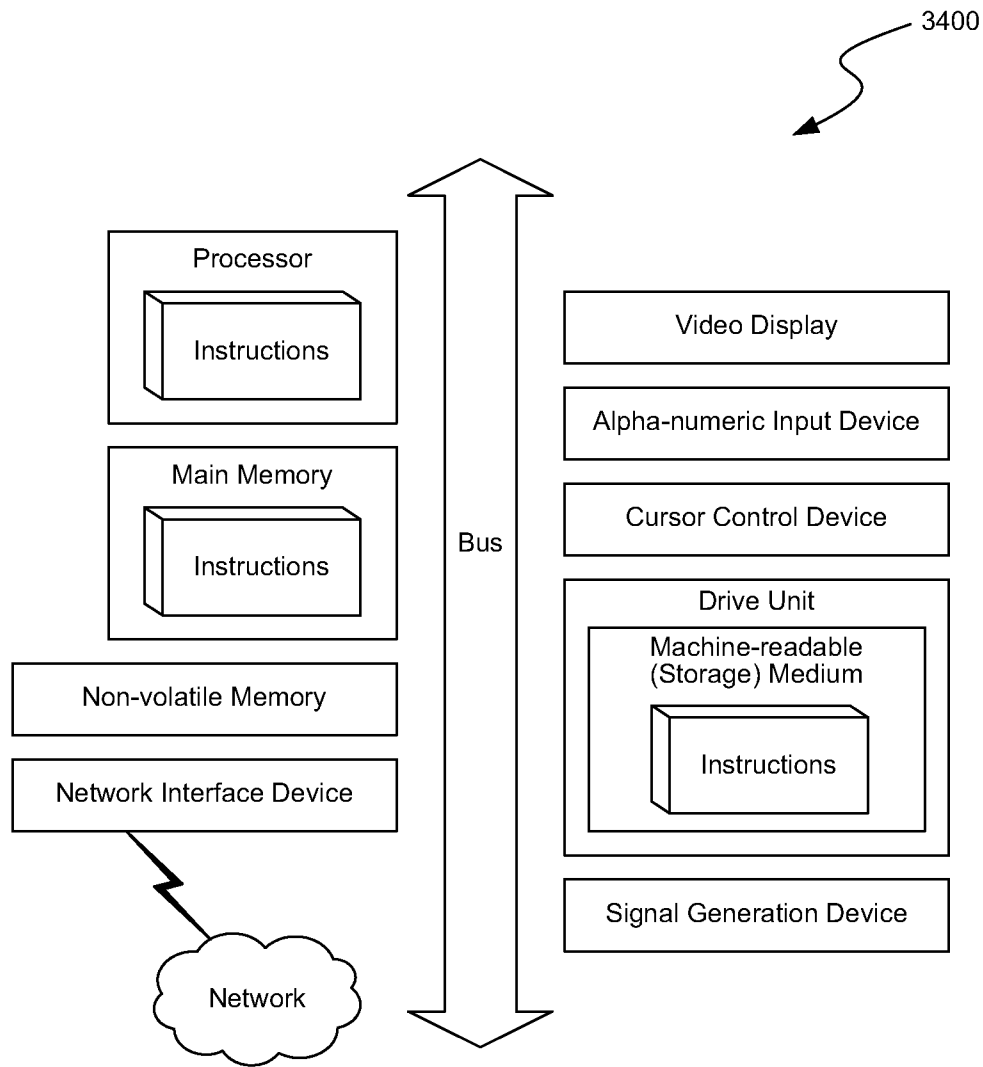 3400
Processor
Instructions
Main Memory
Instructions
Non-volatile Memory
Network Interface Device
Network
Bus
Video Display
Alpha-numeric Input Device
Cursor Control Device
Drive Unit
Machine-readable
(Storage) Medium
Instructions
Signal Generation Device